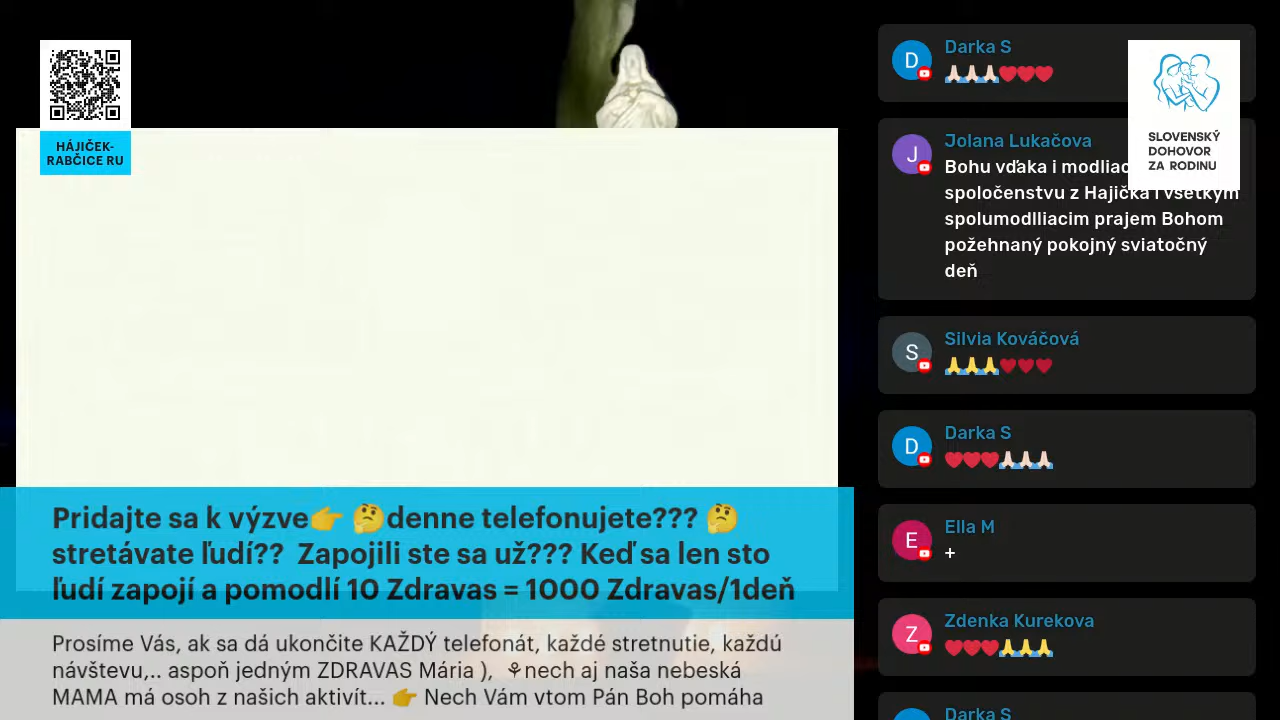 HÁJIČEK-
RABČICE RU
Pridajte sa k výzve👉 🤔denne telefonujete??? 🤔
stretávate ľudí??  Zapojili ste sa už??? Keď sa len sto
ľudí zapojí a pomodlí 10 Zdravas = 1000 Zdravas/1deň
Prosíme Vás, ak sa dá ukončite KAŽDÝ telefonát, každé stretnutie, každú
návštevu,.. aspoň jedným ZDRAVAS Mária ), ⚘nech aj naša nebeská
MAMA má osoh z našich aktivít... 👉 Nech Vám vtom Pán Boh pomáha
D
Darka S
🙏🏻🙏🏻🙏🏻❤️❤️❤️
SLOVENSKÝ
DOHOVOR
ZA RODINU
J
Jolana Lukačova
Bohu vďaka i
spoločenstvu z Hajička i všetkým
spolumodlliacim prajem Bohom
požehnaný pokojný sviatočný
deň
S
Silvia Kováčová
🙏🙏🙏❤️❤️❤️
D
Darka S
❤️❤️❤️🙏🏻🙏🏻🙏🏻
E
Ella M
+
Z
Zdenka Kurekova
❤️❤️❤️🙏🙏🙏
Darka S